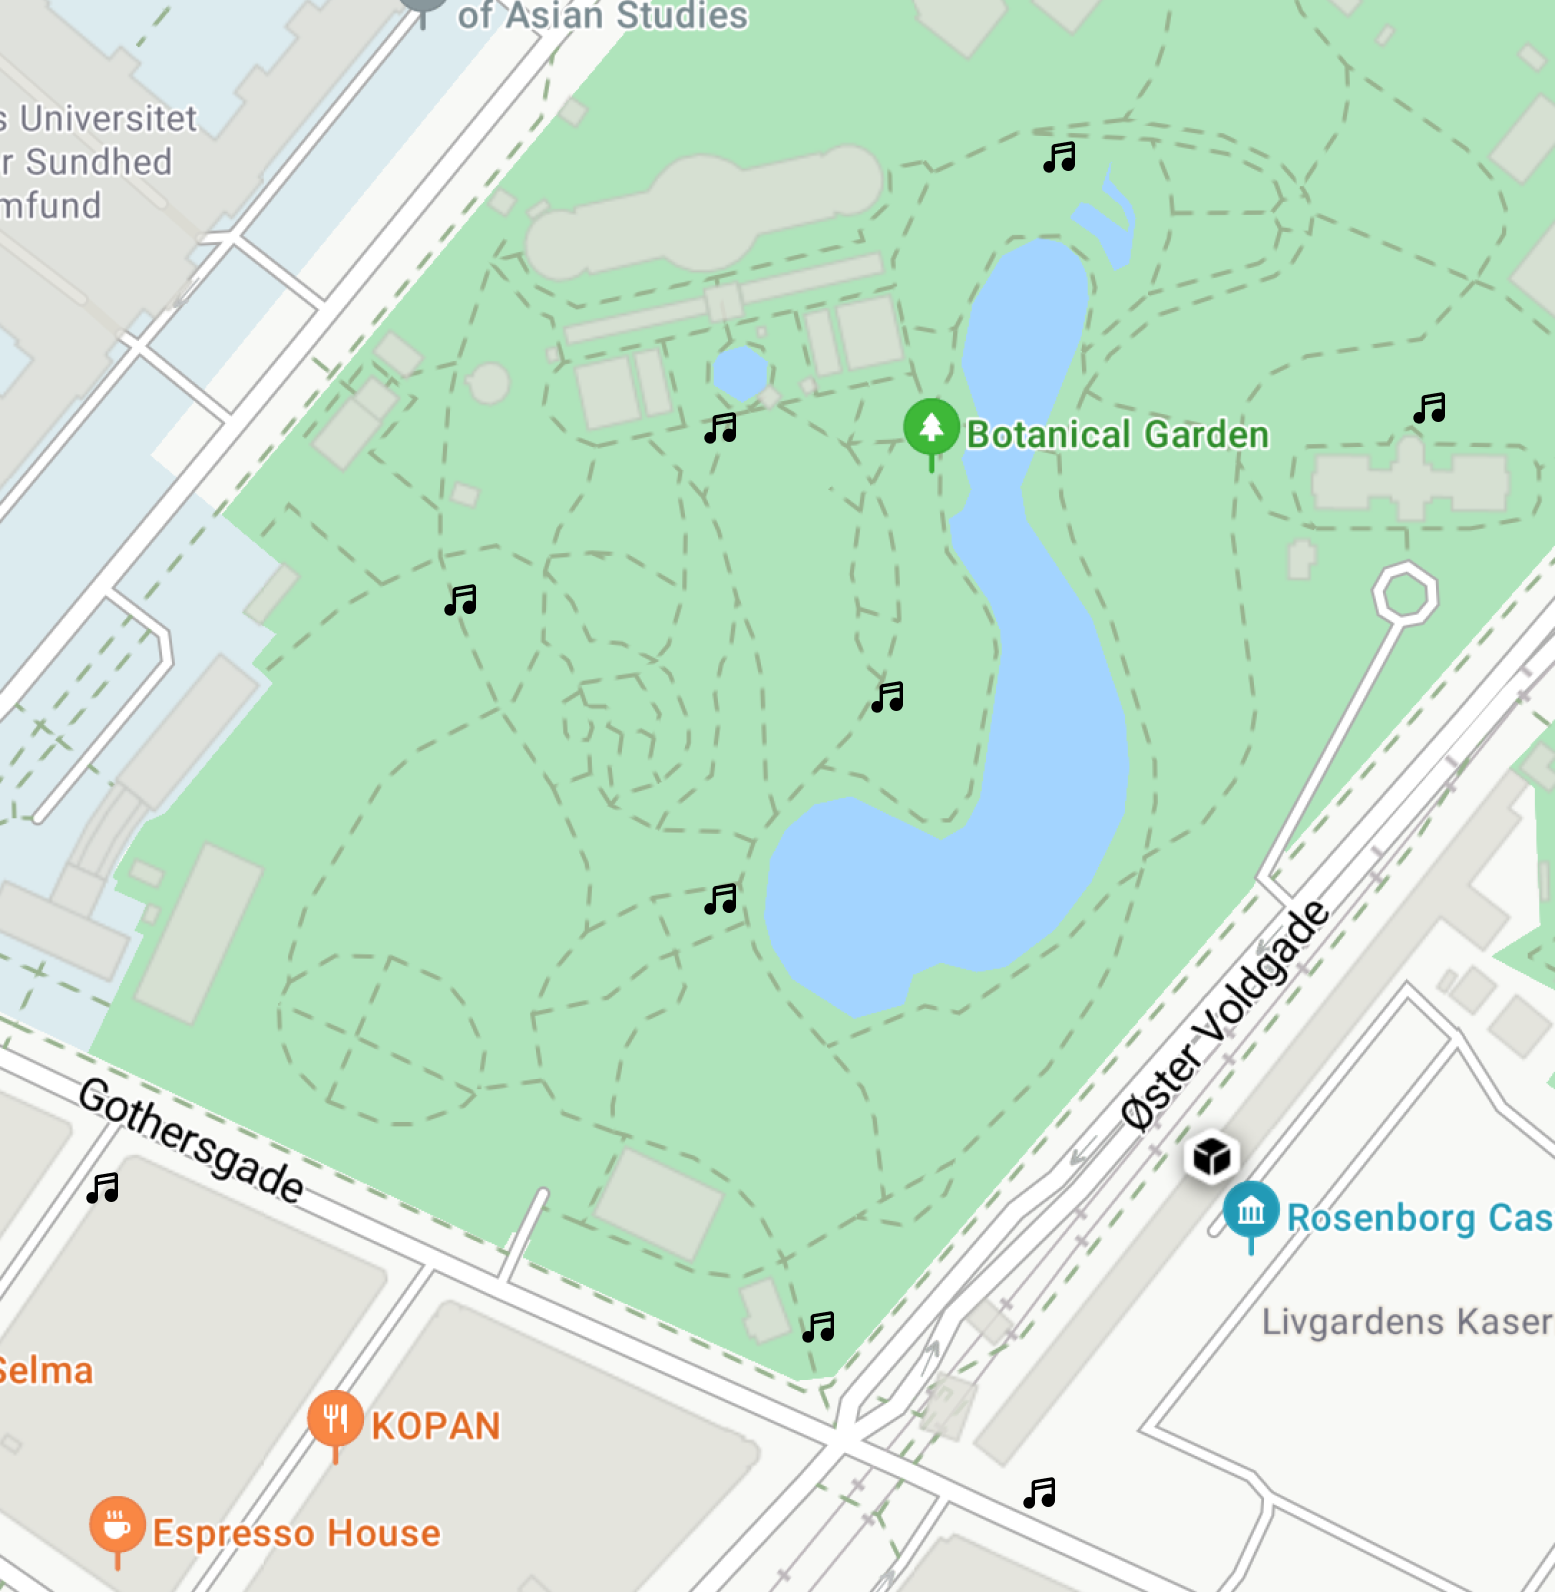 of Asian Studies
s Universitet
r Sundhed
mfund
Botanical Garden
Øster Voldgade
Gothersgade
Rosenborg Cas
Livgardens Kaser
Selma
KOPAN
Espresso House